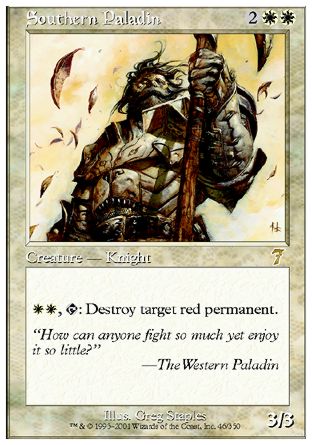 Southern Paladin 2
Creature — Knight 7
, : Destroy target red permanent.
“How can anyone fight so much yet enjoy
it so little?”
—The Western Paladin
Illus. Greg Staples
™ & © 1993-2001 Wizards of the Coast, Inc. 46/350
3/3